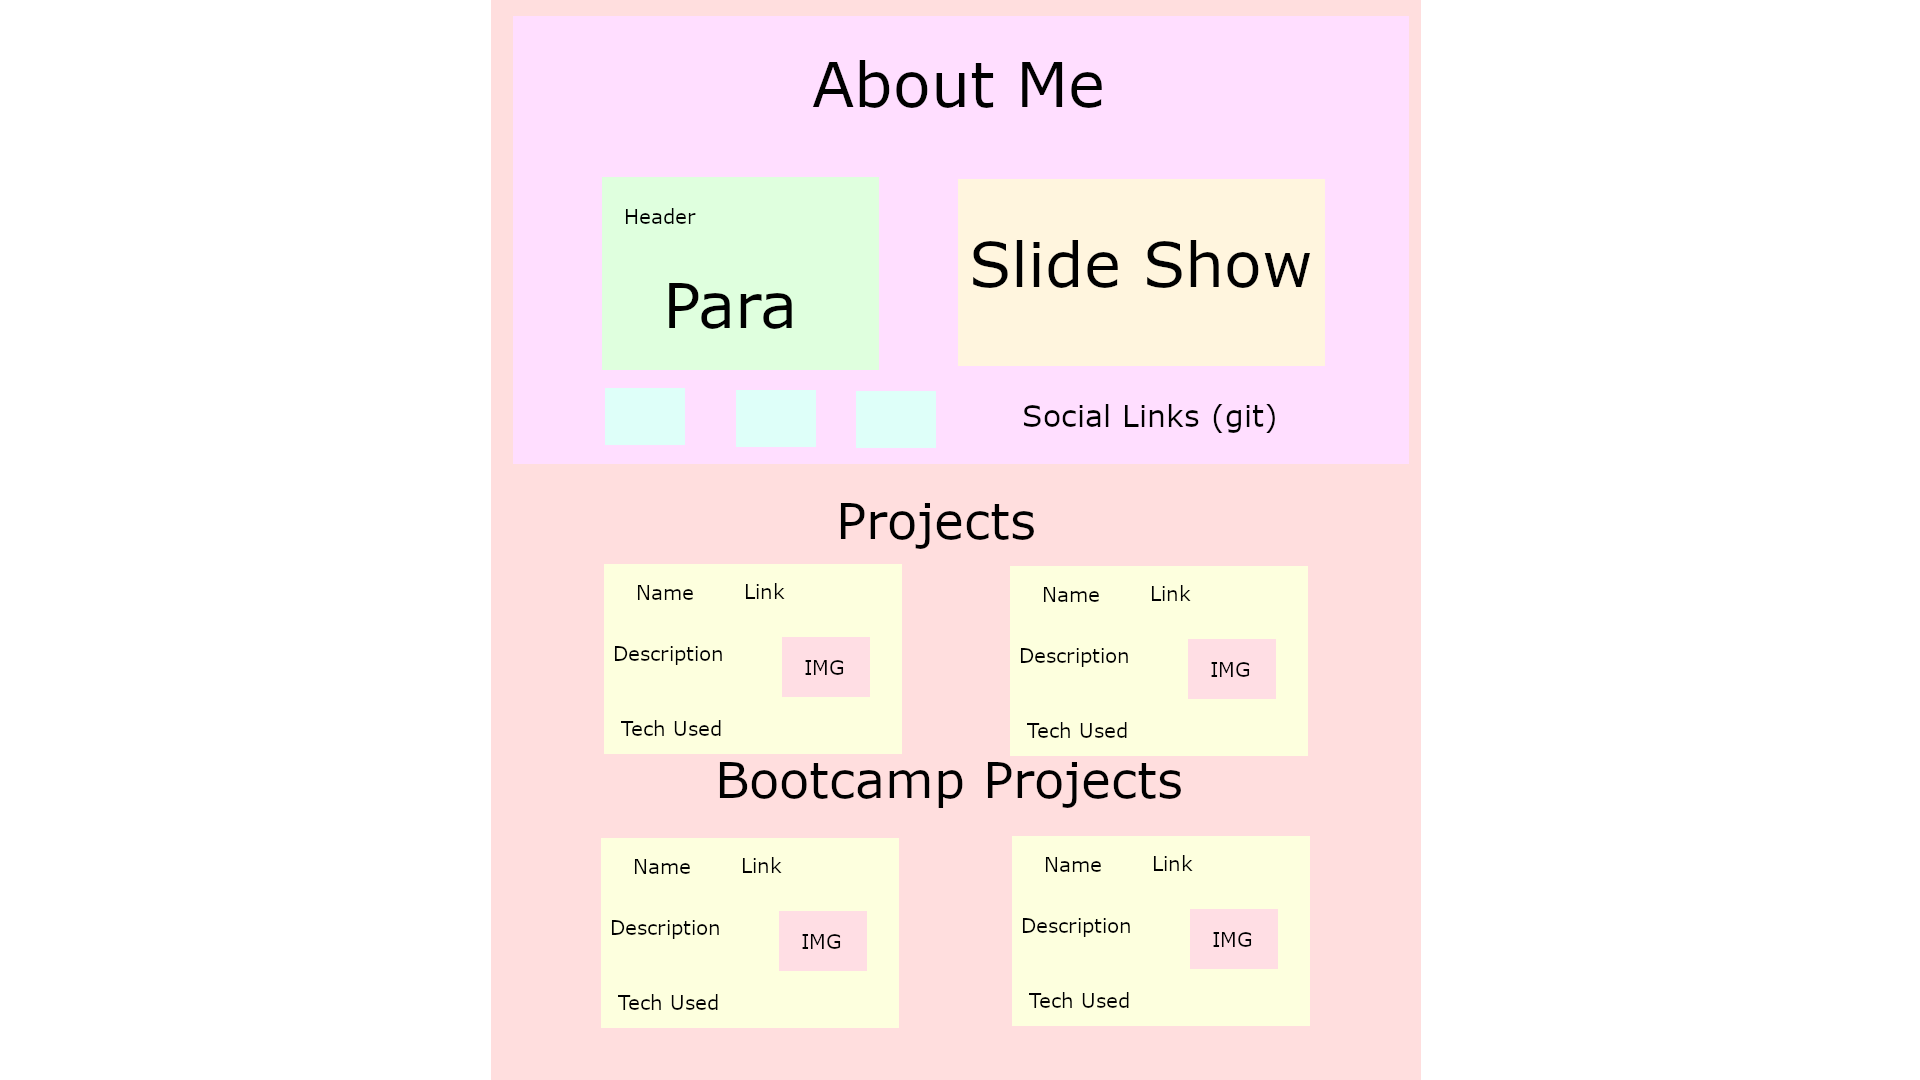 About Me
Header
Para
Slide Show
Social Links (git)
Projects
Name Link
Description
IMG
Tech Used
Name Link
Description
IMG
Tech Used
Bootcamp Projects
Name Link
Description
IMG
Tech Used
Name Link
Description
IMG
Tech Used